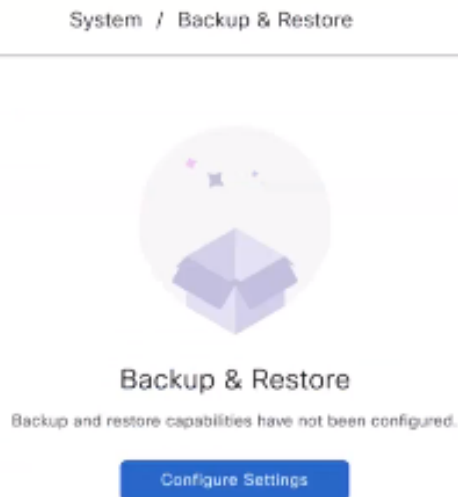 System / Backup & Restore
Backup & Restore
Backup and restore capabilities have not been configured.
Configure Settings